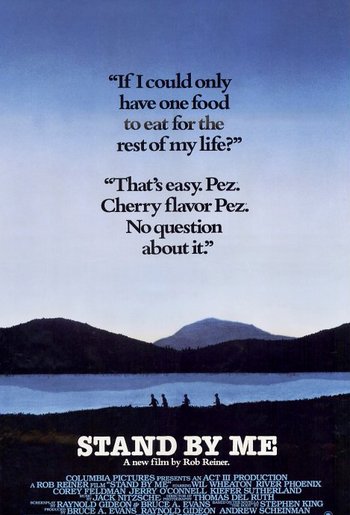 “If I could only
have one food
to eat for the
rest of my life?”
“That’s easy. Pez.
Cherry flavor Pez.
No question
about it.”
STAND BY ME
A new film by Rob Reiner.
COLUMBIA PICTURES PRESENTS AN ACT III PRODUCTION
A ROB REINER FILM “STAND BY ME” STARRING WIL WHEATON RIVER PHOENIX
COREY FELDMAN JERRY O’CONNELL KIEFER SUTHERLAND
JACK NITZSCHE THOMAS DEL RUTH
RAYNOLD GIDEON & BRUCE A. EVANS STEPHEN KING
BRUCE A. EVANS, RAYNOLD GIDEON AND ANDREW SCHEINMAN